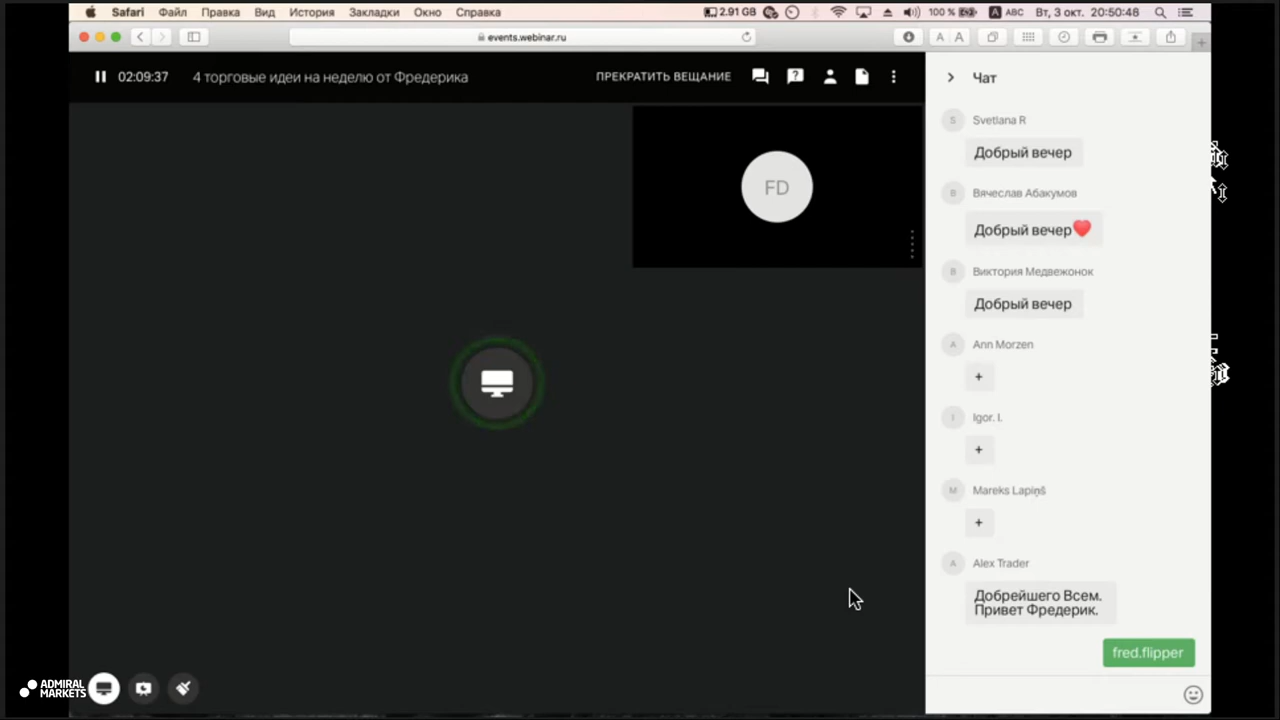 Safari Файл Правка Вид История Закладки Окно Справка
2.91 GB 100 % A ABC Вт, 3 окт. 20:50:46
events.webinar.ru
A A
02:09:37 4 торговые идеи на неделю от Фредерика
ПРЕКРАТИТЬ ВЕЩАНИЕ
FD
Чат
S Svetlana R
Добрый вечер
В Вячеслав Абакумов
Добрый вечер❤️
В Виктория Медвежонок
Добрый вечер
A Ann Morzen
+
I Igor. I.
+
M Mareks Lapiņš
+
A Alex Trader
Добрейшего Всем.
Привет Фредерик.
fred.flipper
ADMIRAL
MARKETS